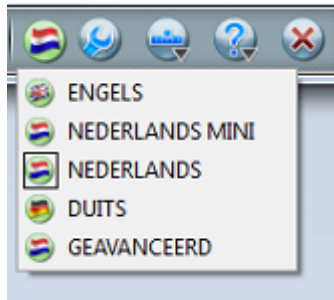 ENGELS
NEDERLANDS MINI
NEDERLANDS
DUITS
GEAVANCEERD